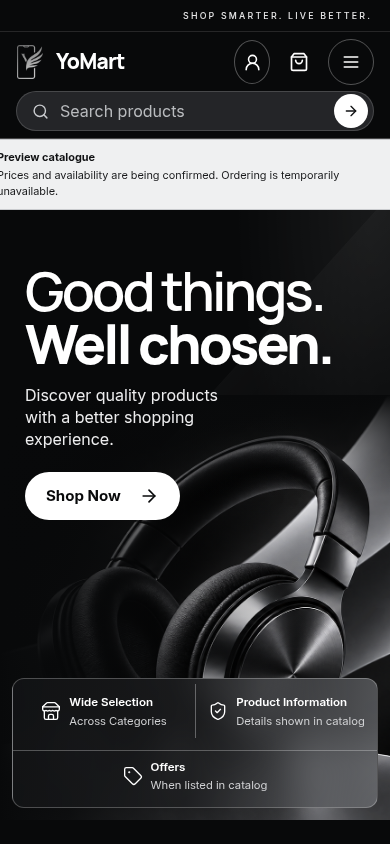 SHOP SMARTER. LIVE BETTER.
YoMart
Search products
Preview catalogue
Prices and availability are being confirmed. Ordering is temporarily
unavailable.
Good things.
Well chosen.
Discover quality products
with a better shopping
experience.
Shop Now
Wide Selection
Across Categories
Product Information
Details shown in catalog
Offers
When listed in catalog